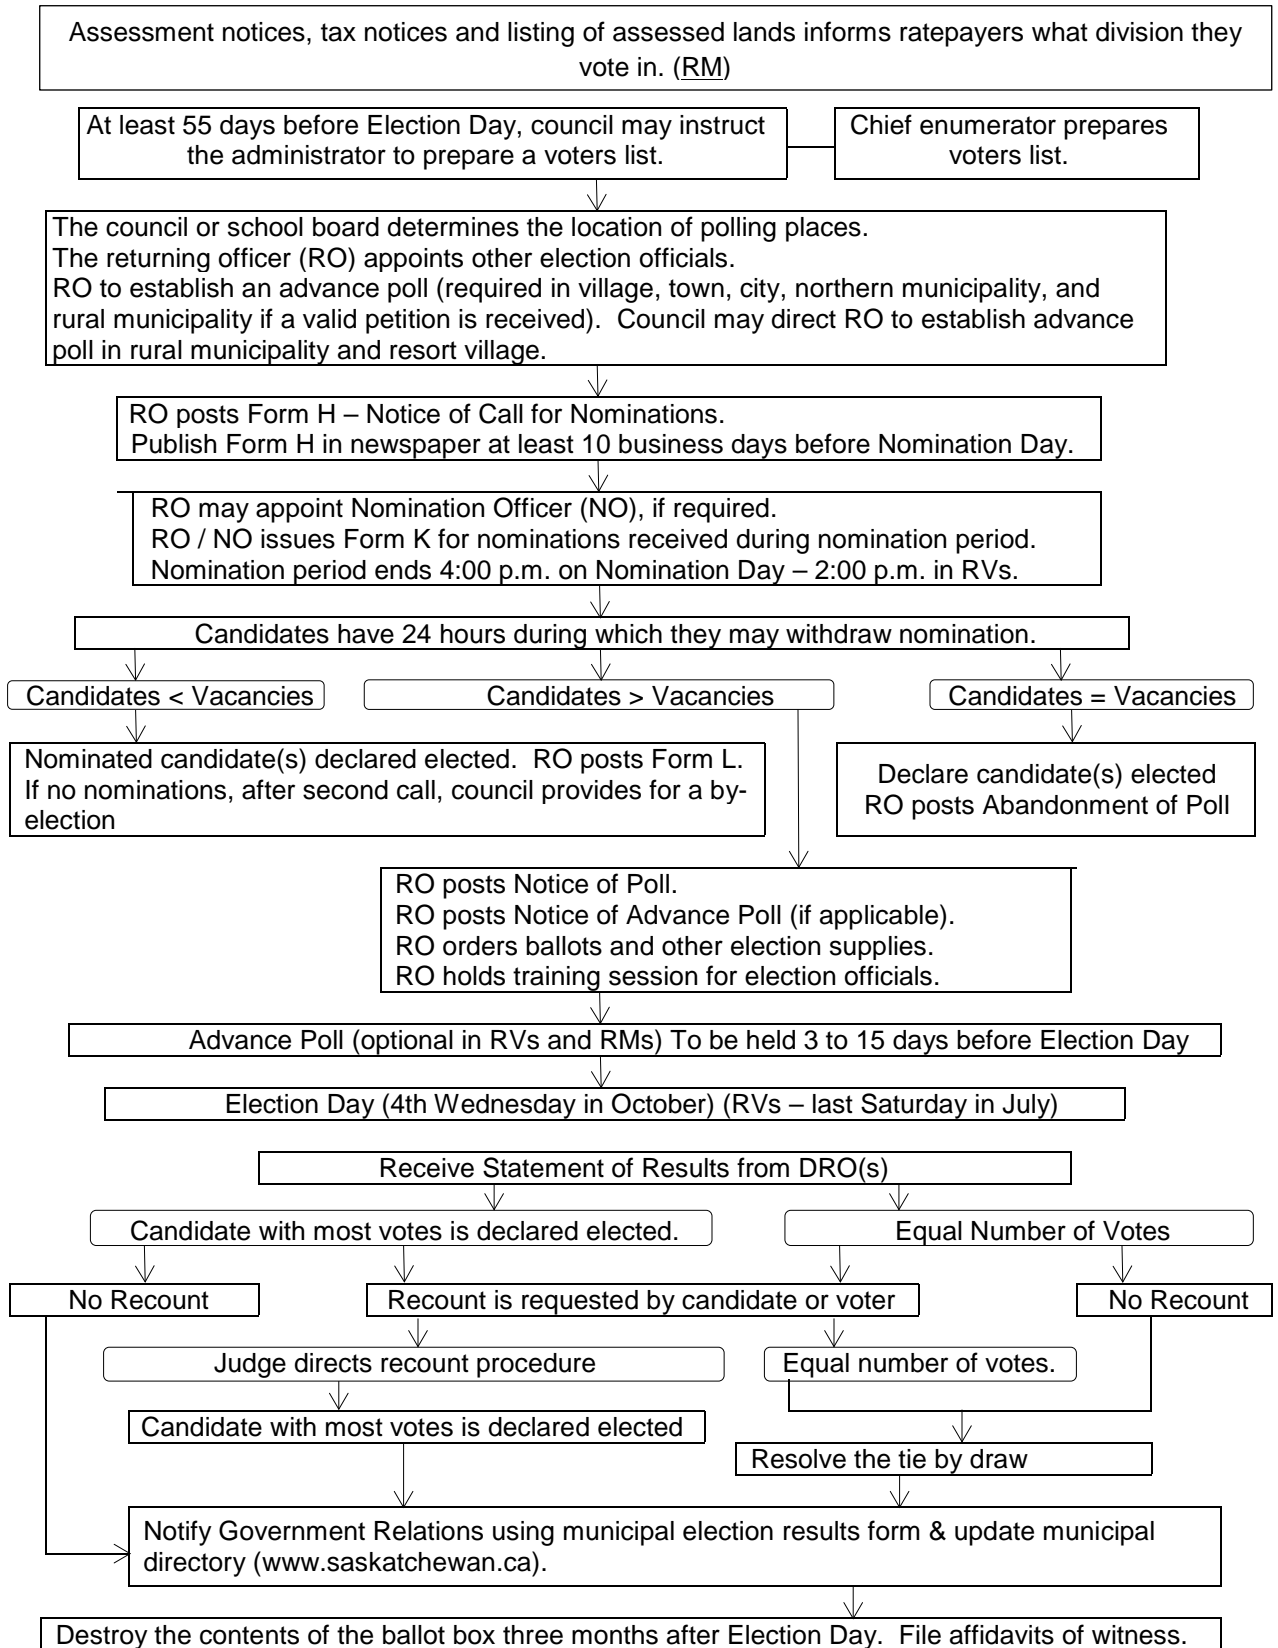 Assessment notices, tax notices and listing of assessed lands informs ratepayers what division they
vote in. (RM)
At least 55 days before Election Day, council may instruct
the administrator to prepare a voters list.
Chief enumerator prepares
voters list.
The council or school board determines the location of polling places.
The returning officer (RO) appoints other election officials.
RO to establish an advance poll (required in village, town, city, northern municipality, and
rural municipality if a valid petition is received).  Council may direct RO to establish advance
poll in rural municipality and resort village.
RO posts Form H – Notice of Call for Nominations.
Publish Form H in newspaper at least 10 business days before Nomination Day.
RO may appoint Nomination Officer (NO), if required.
RO / NO issues Form K for nominations received during nomination period.
Nomination period ends 4:00 p.m. on Nomination Day – 2:00 p.m. in RVs.
Candidates have 24 hours during which they may withdraw nomination.
Candidates < Vacancies
Candidates > Vacancies
Candidates = Vacancies
Nominated candidate(s) declared elected.  RO posts Form L.
If no nominations, after second call, council provides for a by-
election
Declare candidate(s) elected
RO posts Abandonment of Poll
RO posts Notice of Poll.
RO posts Notice of Advance Poll (if applicable).
RO orders ballots and other election supplies.
RO holds training session for election officials.
Advance Poll (optional in RVs and RMs) To be held 3 to 15 days before Election Day
Election Day (4th Wednesday in October) (RVs – last Saturday in July)
Receive Statement of Results from DRO(s)
Candidate with most votes is declared elected.
Equal Number of Votes
No Recount
Recount is requested by candidate or voter
No Recount
Judge directs recount procedure
Equal number of votes.
Candidate with most votes is declared elected
Resolve the tie by draw
Notify Government Relations using municipal election results form & update municipal
directory (www.saskatchewan.ca).
Destroy the contents of the ballot box three months after Election Day.  File affidavits of witness.